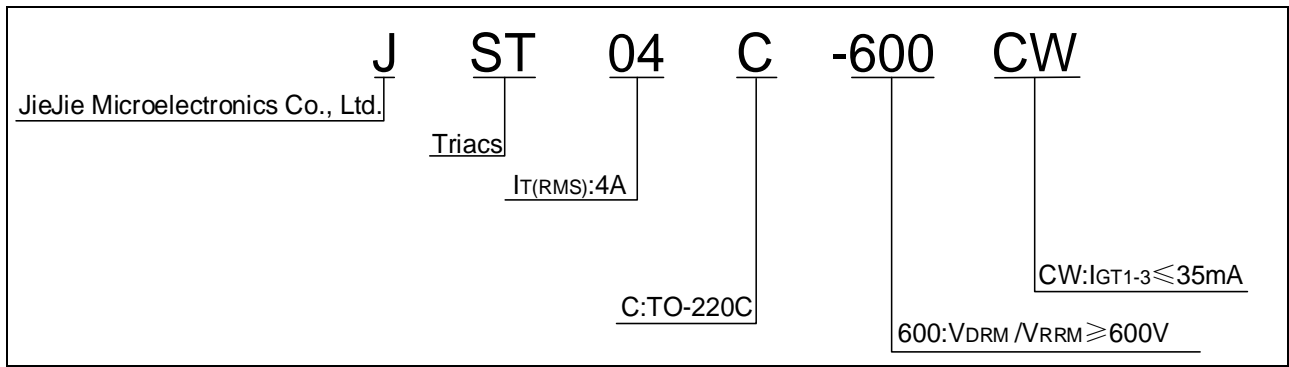 J ST 04 C -600 CW
JieJie Microelectronics Co., Ltd.
Triacs
IT(RMS):4A
CW:IGT1-3≤35mA
C:TO-220C
600:VDRM /VRRM≥600V